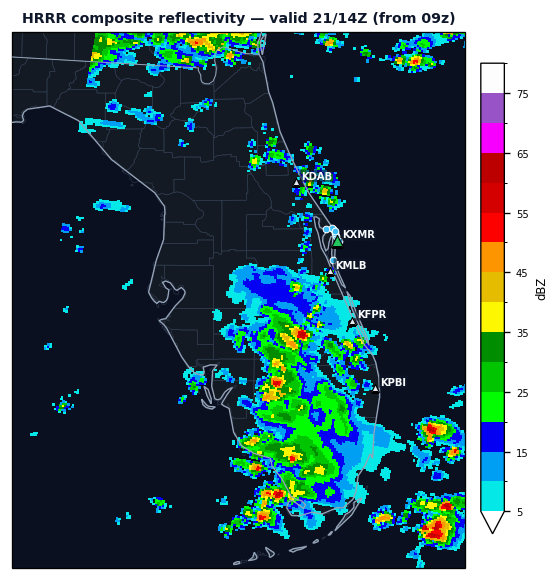 HRRR composite reflectivity — valid 21/14Z (from 09z)
KDAB
KXMR
KMLB
KFPR
KPBI
75
65
55
45
35
25
15
5
dBZ